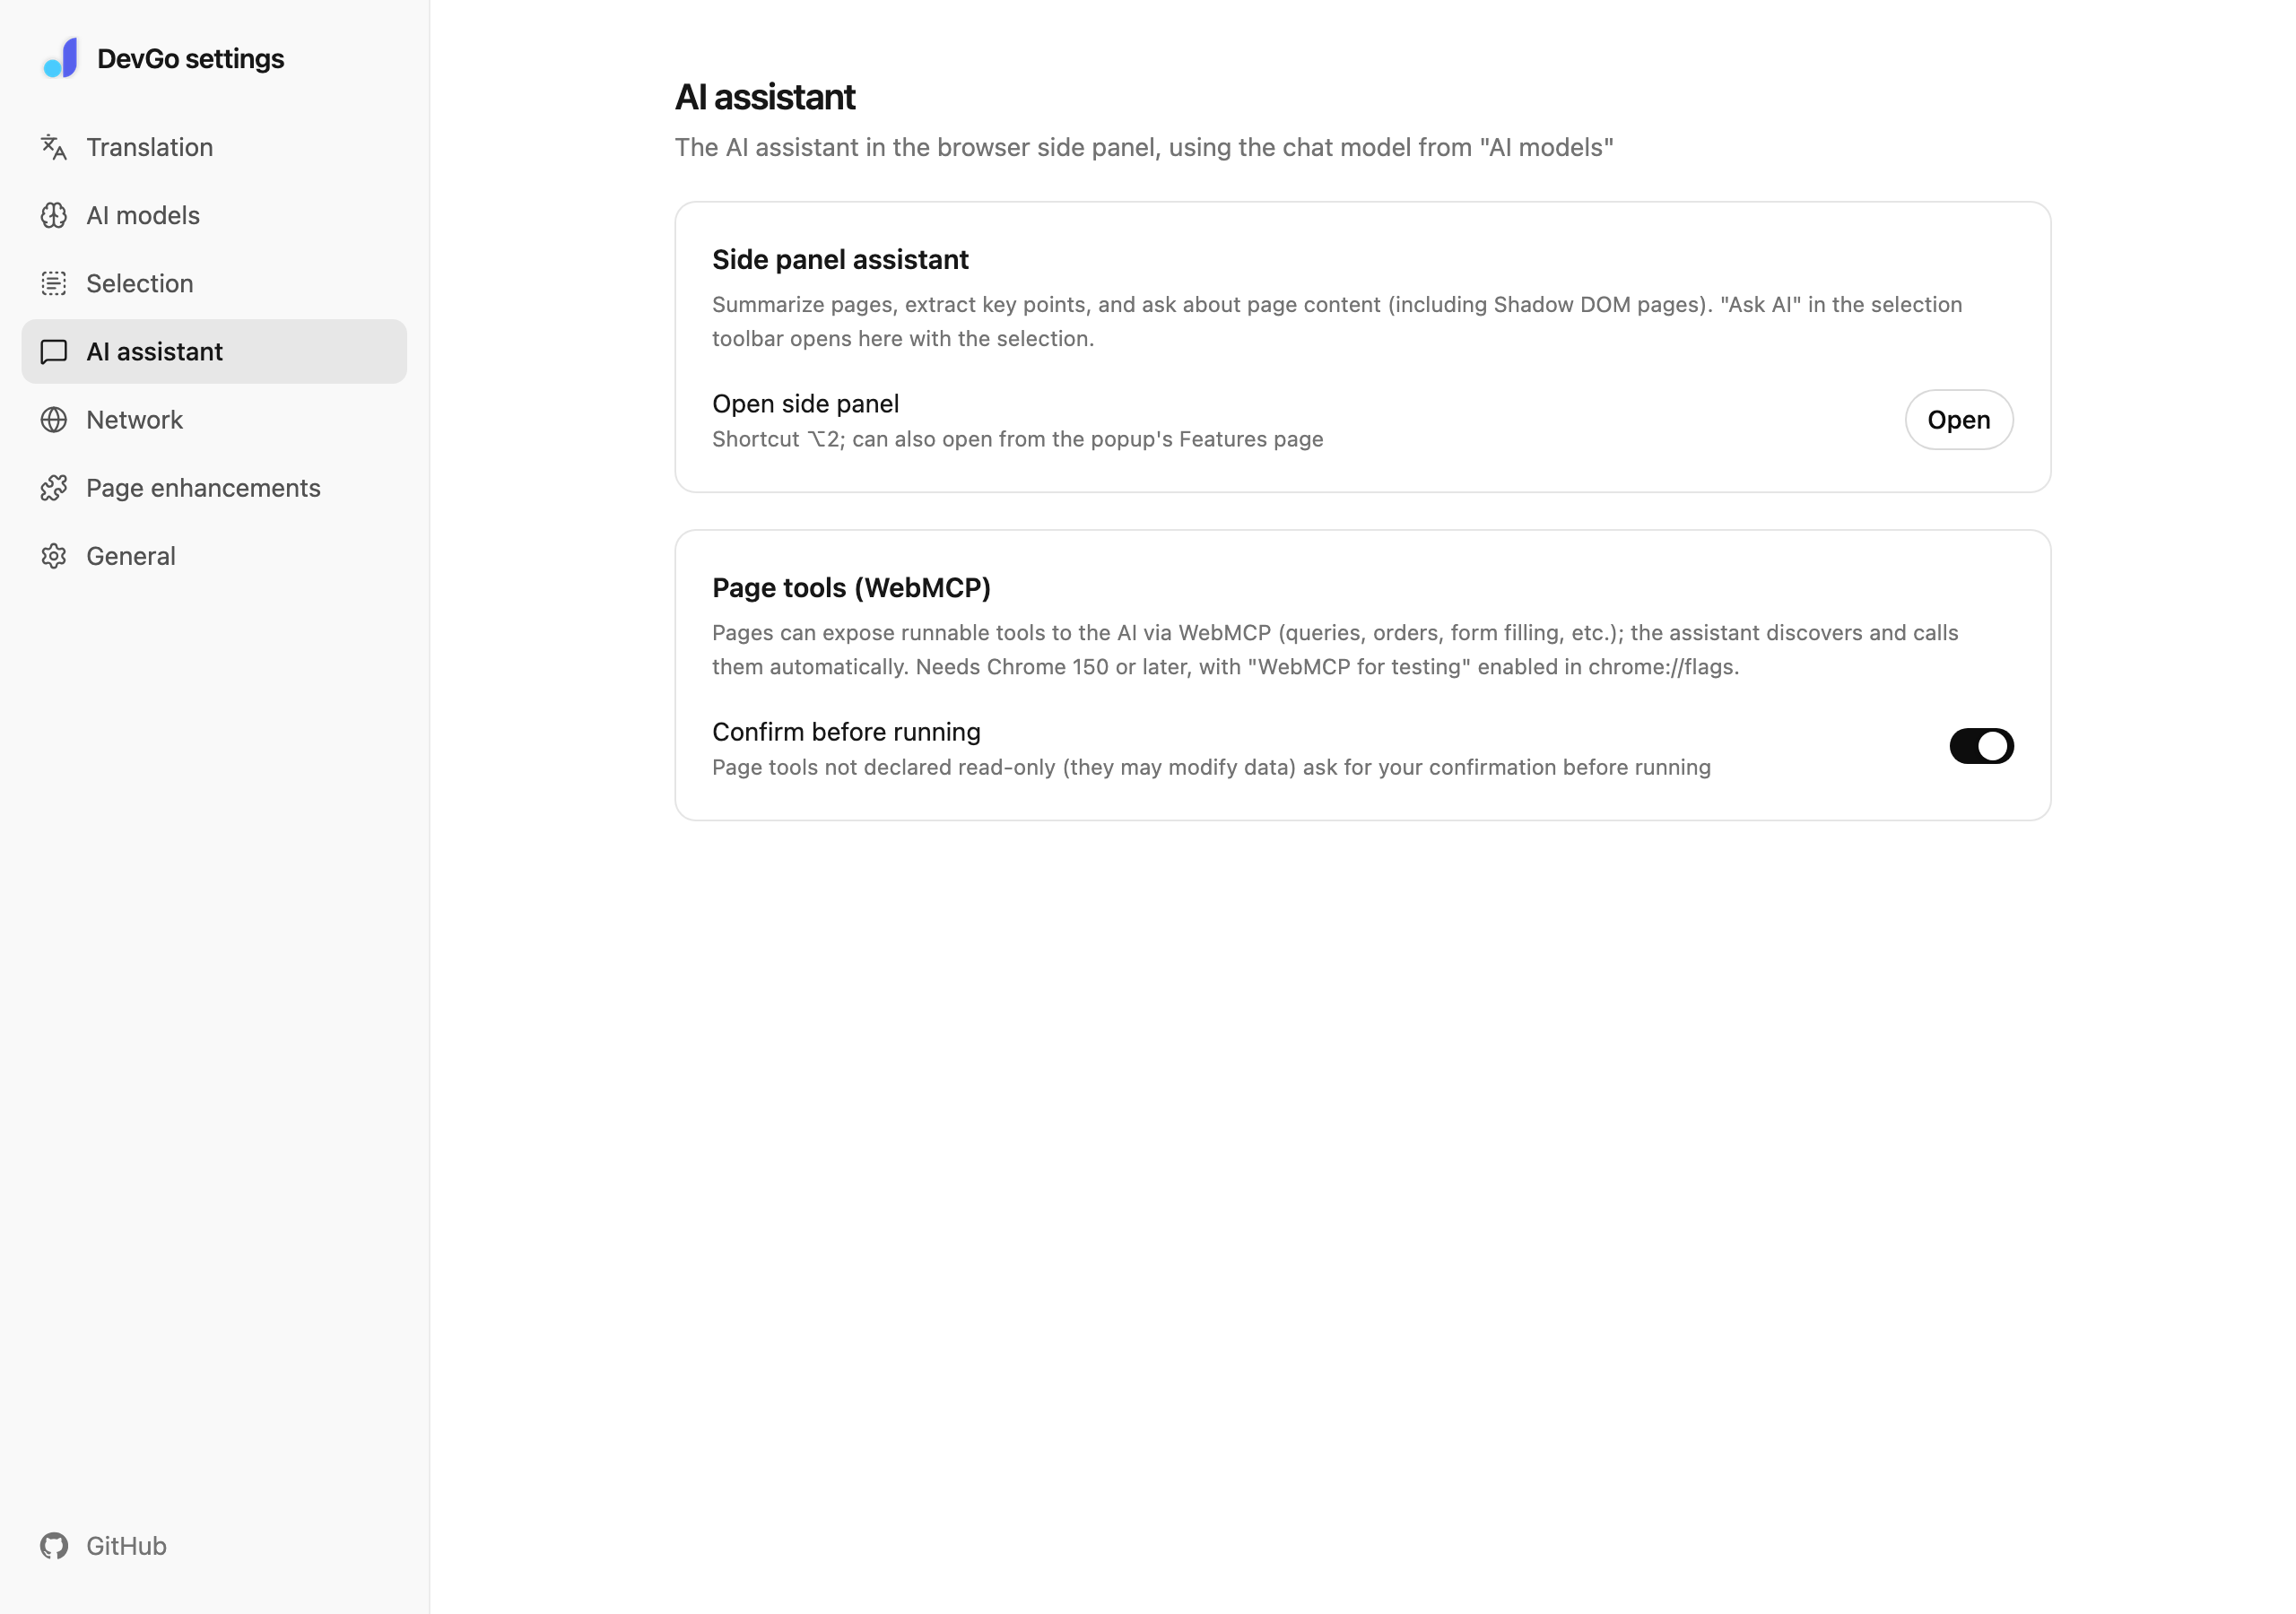 DevGo settings
Translation
AI models
Selection
AI assistant
Network
Page enhancements
General
GitHub
AI assistant
The AI assistant in the browser side panel, using the chat model from "AI models"
Side panel assistant
Summarize pages, extract key points, and ask about page content (including Shadow DOM pages). "Ask AI" in the selection
toolbar opens here with the selection.
Open side panel
Shortcut ⌥2; can also open from the popup's Features page
Open
Page tools (WebMCP)
Pages can expose runnable tools to the AI via WebMCP (queries, orders, form filling, etc.); the assistant discovers and calls
them automatically. Needs Chrome 150 or later, with "WebMCP for testing" enabled in chrome://flags.
Confirm before running
Page tools not declared read-only (they may modify data) ask for your confirmation before running